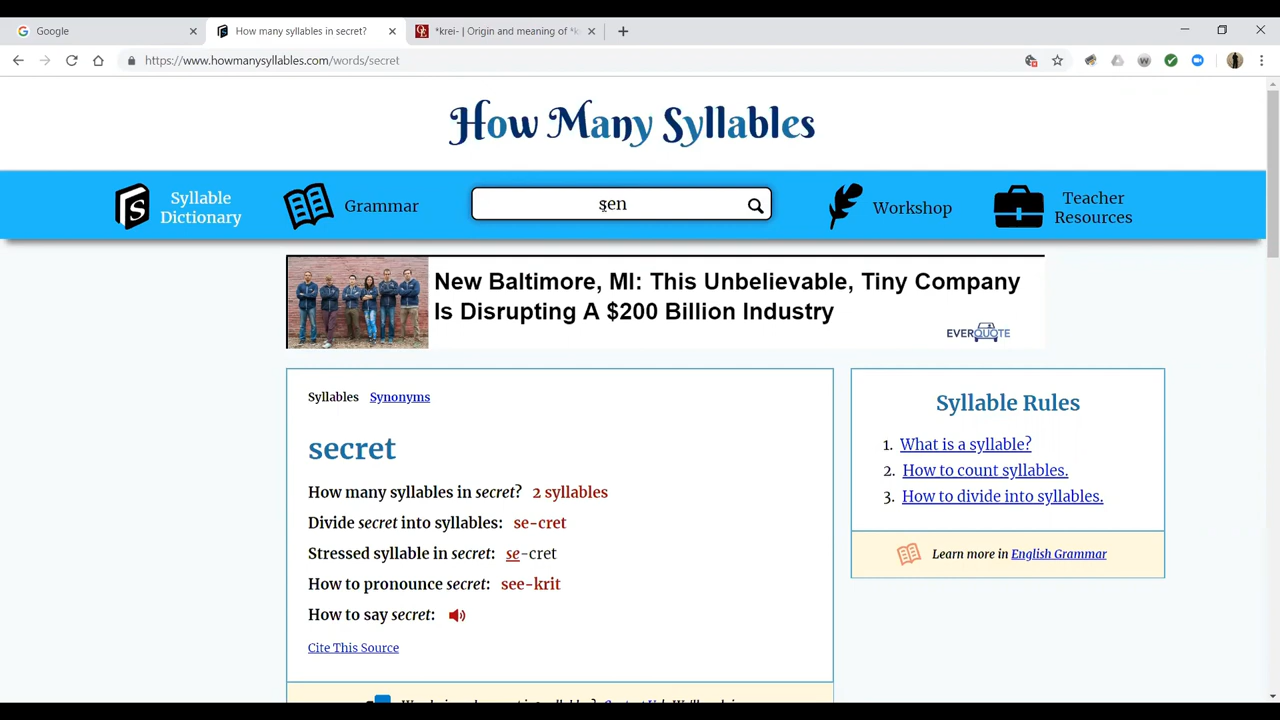 Google
How many syllables in secret?
*krei- | Origin and meaning of *k
https://www.howmanysyllables.com/words/secret
How Many Syllables
Syllable
Dictionary
Grammar
sen
Workshop
Teacher
Resources
New Baltimore, MI: This Unbelievable, Tiny Company
Is Disrupting A $200 Billion Industry
EVERQUOTE
Syllables Synonyms
secret
How many syllables in secret? 2 syllables
Divide secret into syllables: se-cret
Stressed syllable in secret: se-cret
How to pronounce secret: see-krit
How to say secret:
Cite This Source
Syllable Rules
1. What is a syllable?
2. How to count syllables.
3. How to divide into syllables.
Learn more in English Grammar